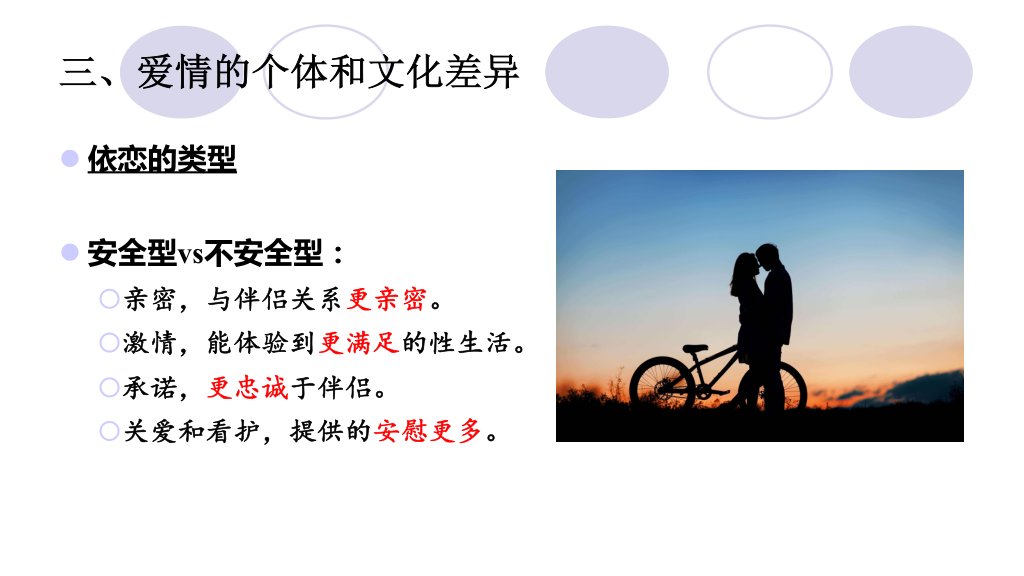 三、爱情的个体和文化差异
依恋的类型
安全型vs不安全型：
亲密，与伴侣关系更亲密。
激情，能体验到更满足的性生活。
承诺，更忠诚于伴侣。
关爱和看护，提供的安慰更多。